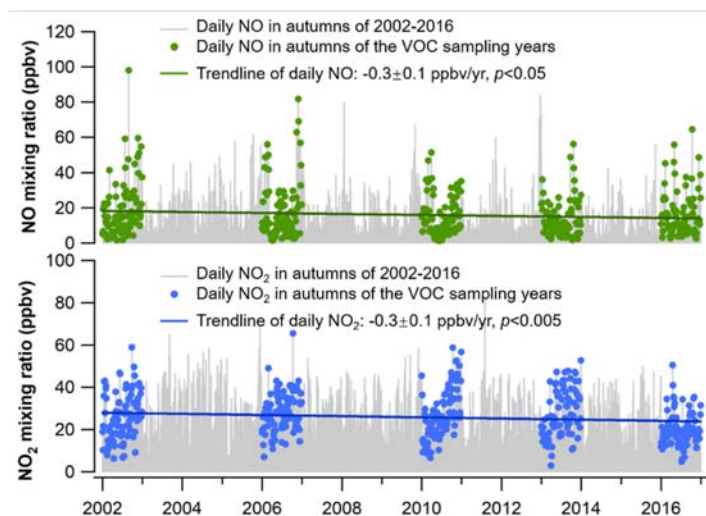 Daily NO in autumns of 2002-2016
Daily NO in autumns of the VOC sampling years
Trendline of daily NO: -0.3±0.1 ppbv/yr, p<0.05
NO mixing ratio (ppbv)
120
100
80
60
40
20
0
Daily NO₂ in autumns of 2002-2016
Daily NO₂ in autumns of the VOC sampling years
Trendline of daily NO₂: -0.3±0.1 ppbv/yr, p<0.005
NO₂ mixing ratio (ppbv)
100
80
60
40
20
0
2002 2004 2006 2008 2010 2012 2014 2016